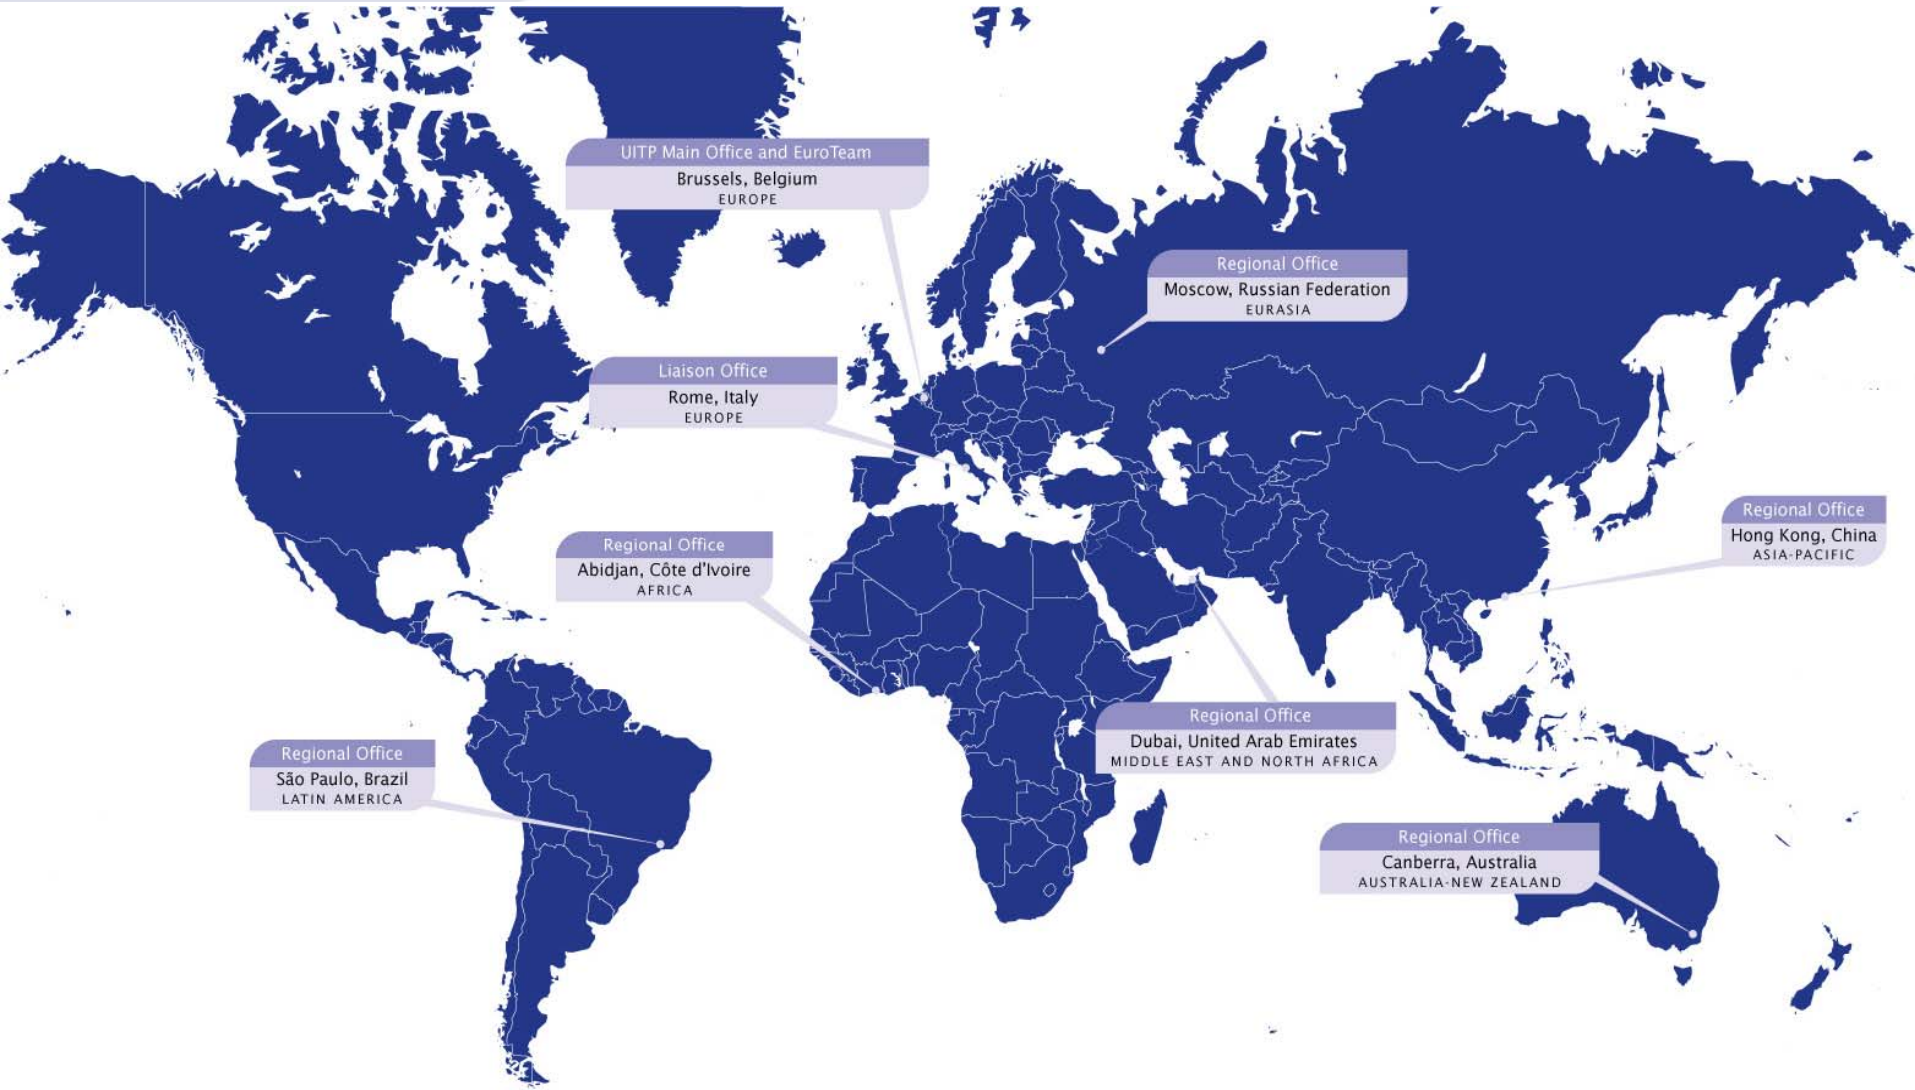 UITP Main Office and EuroTeam
Brussels, Belgium
EUROPE
Regional Office
Moscow, Russian Federation
EURASIA
Liaison Office
Rome, Italy
EUROPE
Regional Office
Hong Kong, China
ASIA-PACIFIC
Regional Office
Abidjan, Côte d'Ivoire
AFRICA
Regional Office
Dubai, United Arab Emirates
MIDDLE EAST AND NORTH AFRICA
Regional Office
São Paulo, Brazil
LATIN AMERICA
Regional Office
Canberra, Australia
AUSTRALIA-NEW ZEALAND